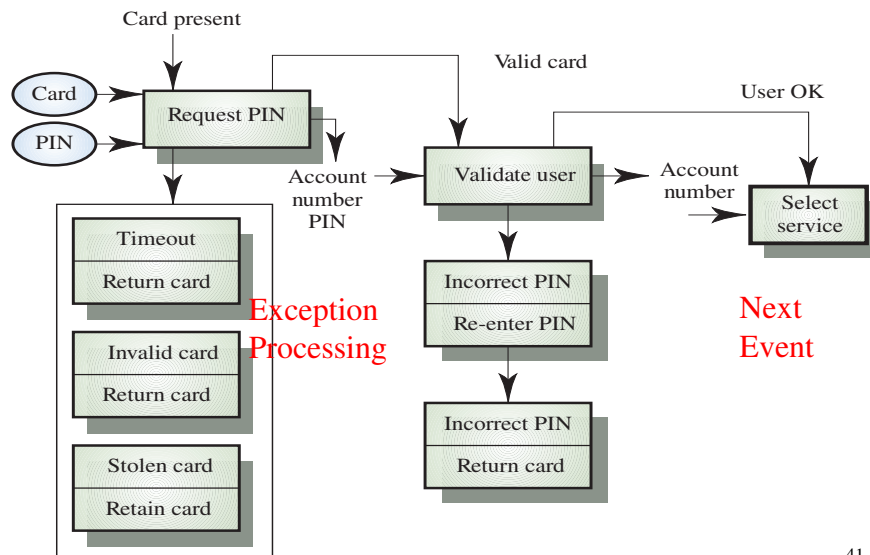 Card present
Valid card
Card
Request PIN
User OK
PIN
Account
number
PIN
Validate user
Account
number
Select
service
Timeout
Return card
Invalid card
Return card
Stolen card
Retain card
Exception
Processing
Incorrect PIN
Re-enter PIN
Incorrect PIN
Return card
Next
Event
41